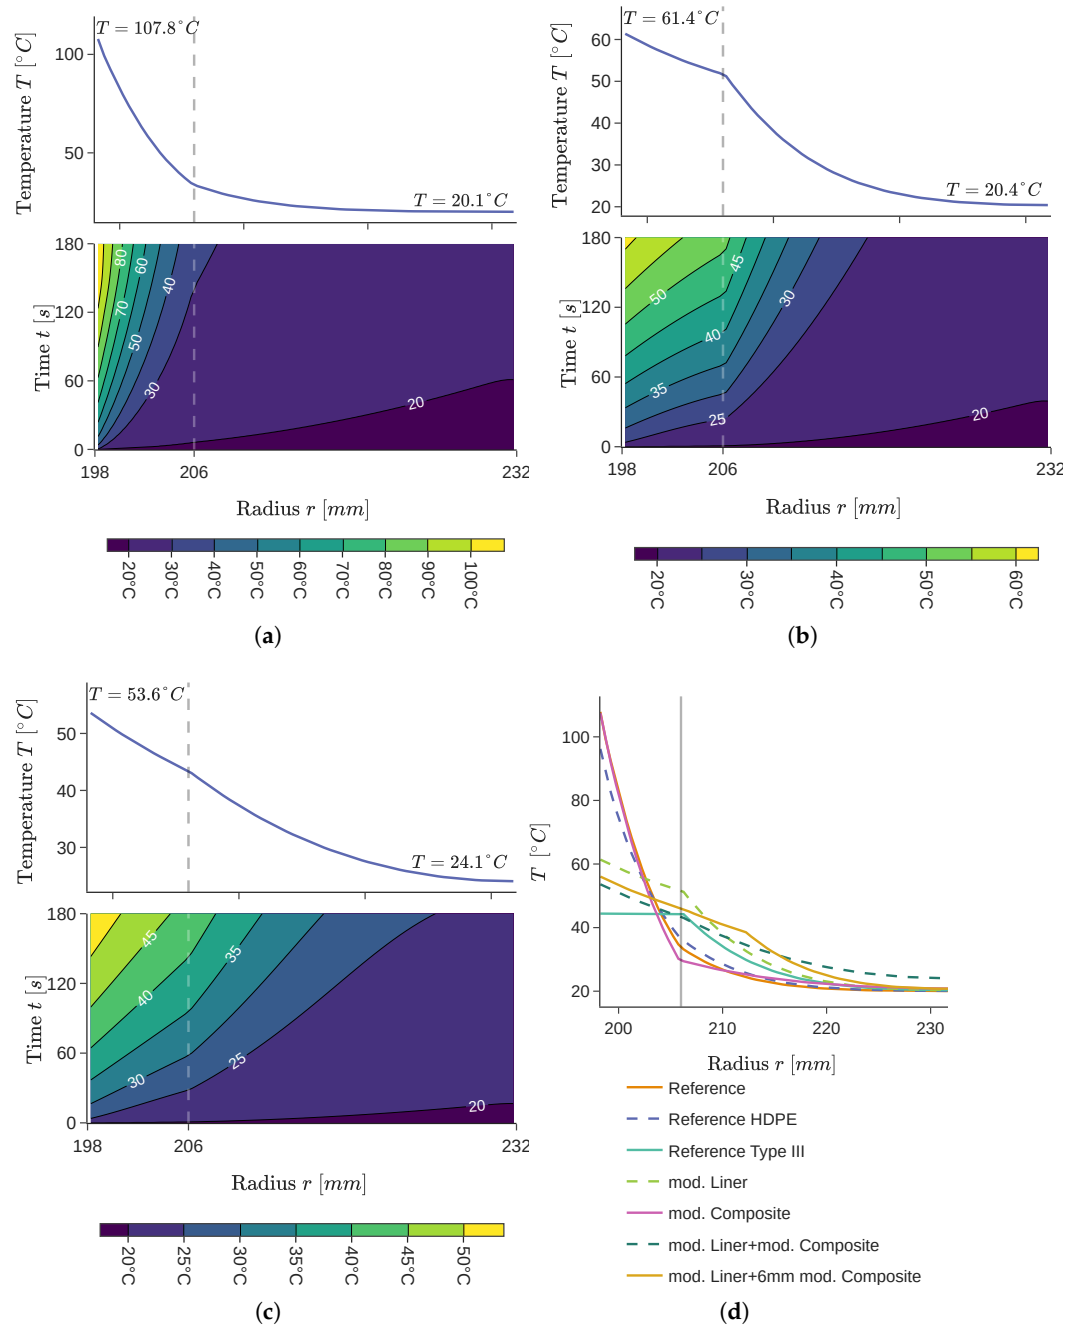 T = 107.8°C
Temperature T [°C]
100
50
T = 20.1°C
Time t [s]
180
120
60
0
80
60
40
70
50
30
20
198
206
232
Radius r [mm]
20°C
30°C
40°C
50°C
60°C
70°C
80°C
90°C
100°C
(a)
T = 61.4°C
Temperature T [°C]
60
50
40
30
20
T = 20.4°C
Time t [s]
180
120
60
0
45
50
30
40
35
25
20
198
206
232
Radius r [mm]
20°C
30°C
40°C
50°C
60°C
(b)
T = 53.6°C
Temperature T [°C]
50
40
30
T = 24.1°C
Time t [s]
180
120
60
0
45
35
40
30
25
20
198
206
232
Radius r [mm]
20°C
25°C
30°C
35°C
40°C
45°C
50°C
(c)
T [°C]
100
80
60
40
20
200
210
220
230
Radius r [mm]
Reference
Reference HDPE
Reference Type III
mod. Liner
mod. Composite
mod. Liner+mod. Composite
mod. Liner+6mm mod. Composite
(d)